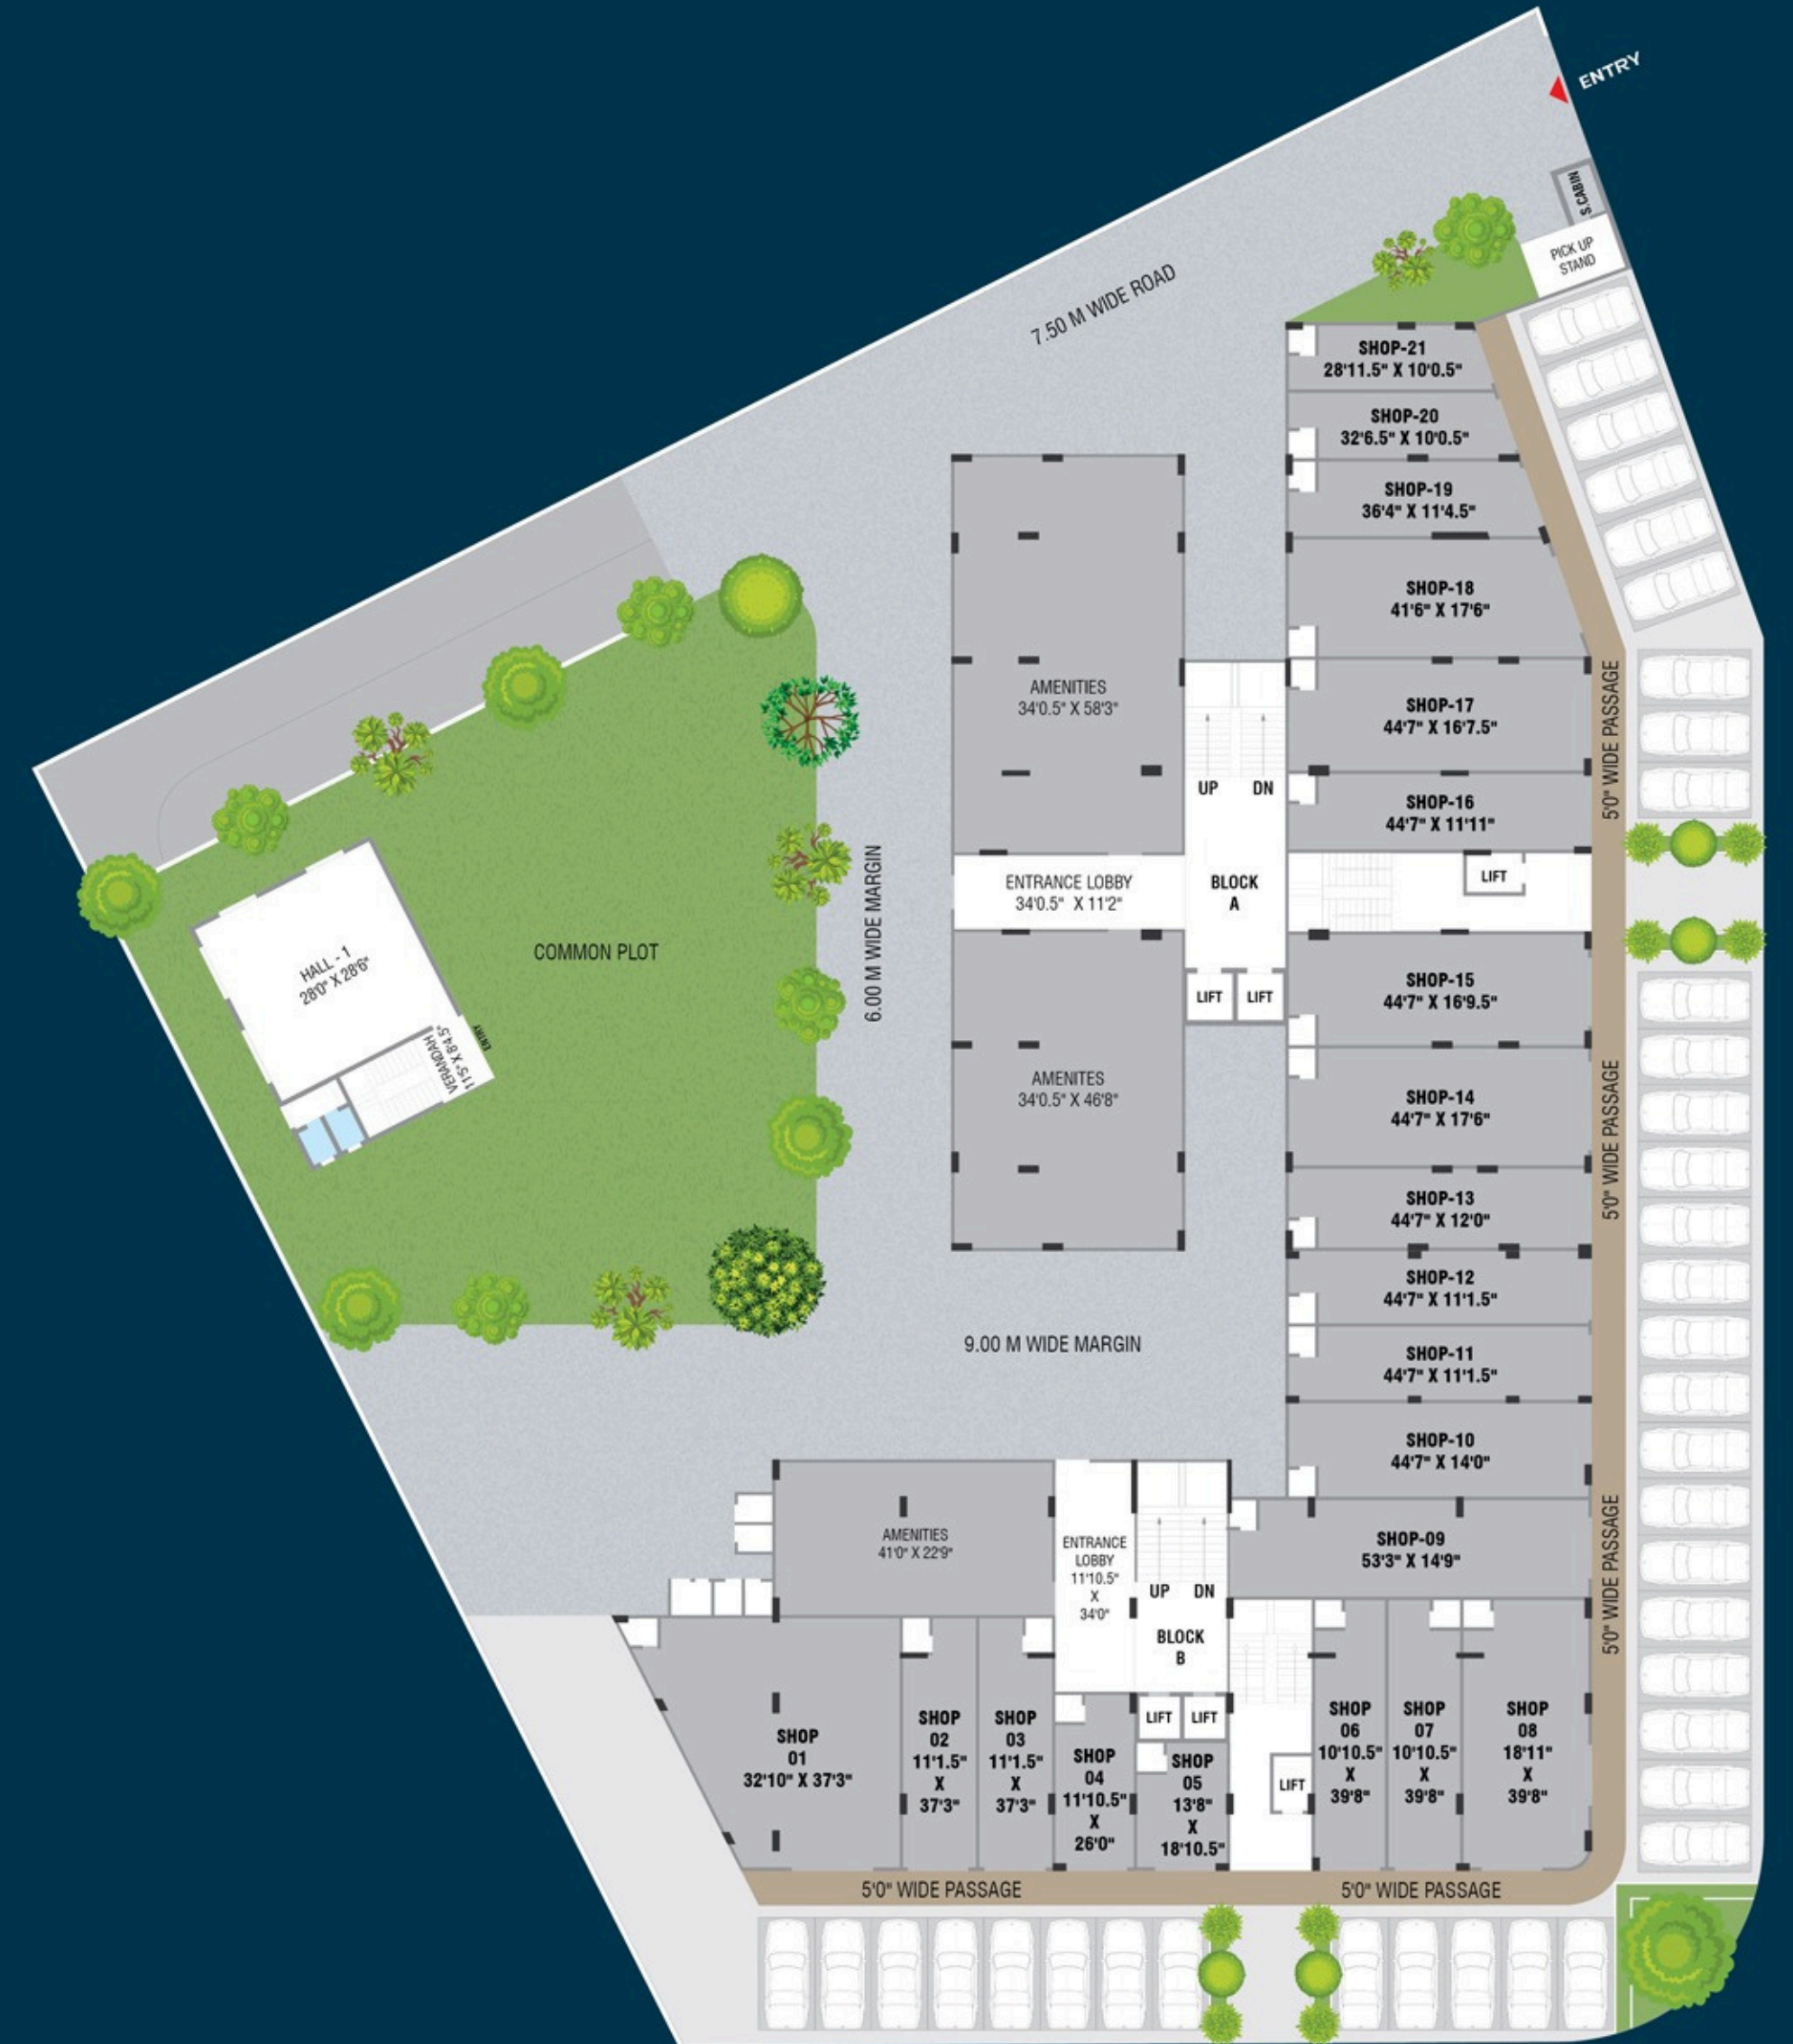 ENTRY
S.CABIN
PICK UP
STAND
7.50 M WIDE ROAD
SHOP-21
28'11.5" X 10'0.5"
SHOP-20
32'6.5" X 10'0.5"
SHOP-19
36'4" X 11'4.5"
SHOP-18
41'6" X 17'6"
AMENITIES
34'0.5" X 58'3"
SHOP-17
44'7" X 16'7.5"
5'0" WIDE PASSAGE
UP DN
SHOP-16
44'7" X 11'11"
6.00 M WIDE MARGIN
ENTRANCE LOBBY
34'0.5" X 11'2"
BLOCK
A
LIFT
COMMON PLOT
HALL - 1
28'0" X 28'6"
ENTRY
VERANDAH
11'5" X 8'4.5"
LIFT LIFT
SHOP-15
44'7" X 16'9.5"
AMENITES
34'0.5" X 46'8"
SHOP-14
44'7" X 17'6"
5'0" WIDE PASSAGE
SHOP-13
44'7" X 12'0"
SHOP-12
44'7" X 11'1.5"
9.00 M WIDE MARGIN
SHOP-11
44'7" X 11'1.5"
SHOP-10
44'7" X 14'0"
AMENITIES
41'0" X 22'9"
ENTRANCE
LOBBY
11'10.5"
X
34'0"
SHOP-09
53'3" X 14'9"
5'0" WIDE PASSAGE
UP DN
BLOCK
B
SHOP
01
32'10" X 37'3"
SHOP
02
11'1.5"
X
37'3"
SHOP
03
11'1.5"
X
37'3"
SHOP
04
11'10.5"
X
26'0"
LIFT LIFT
SHOP
05
13'8"
X
18'10.5"
LIFT
SHOP
06
10'10.5"
X
39'8"
SHOP
07
10'10.5"
X
39'8"
SHOP
08
18'11"
X
39'8"
5'0" WIDE PASSAGE
5'0" WIDE PASSAGE